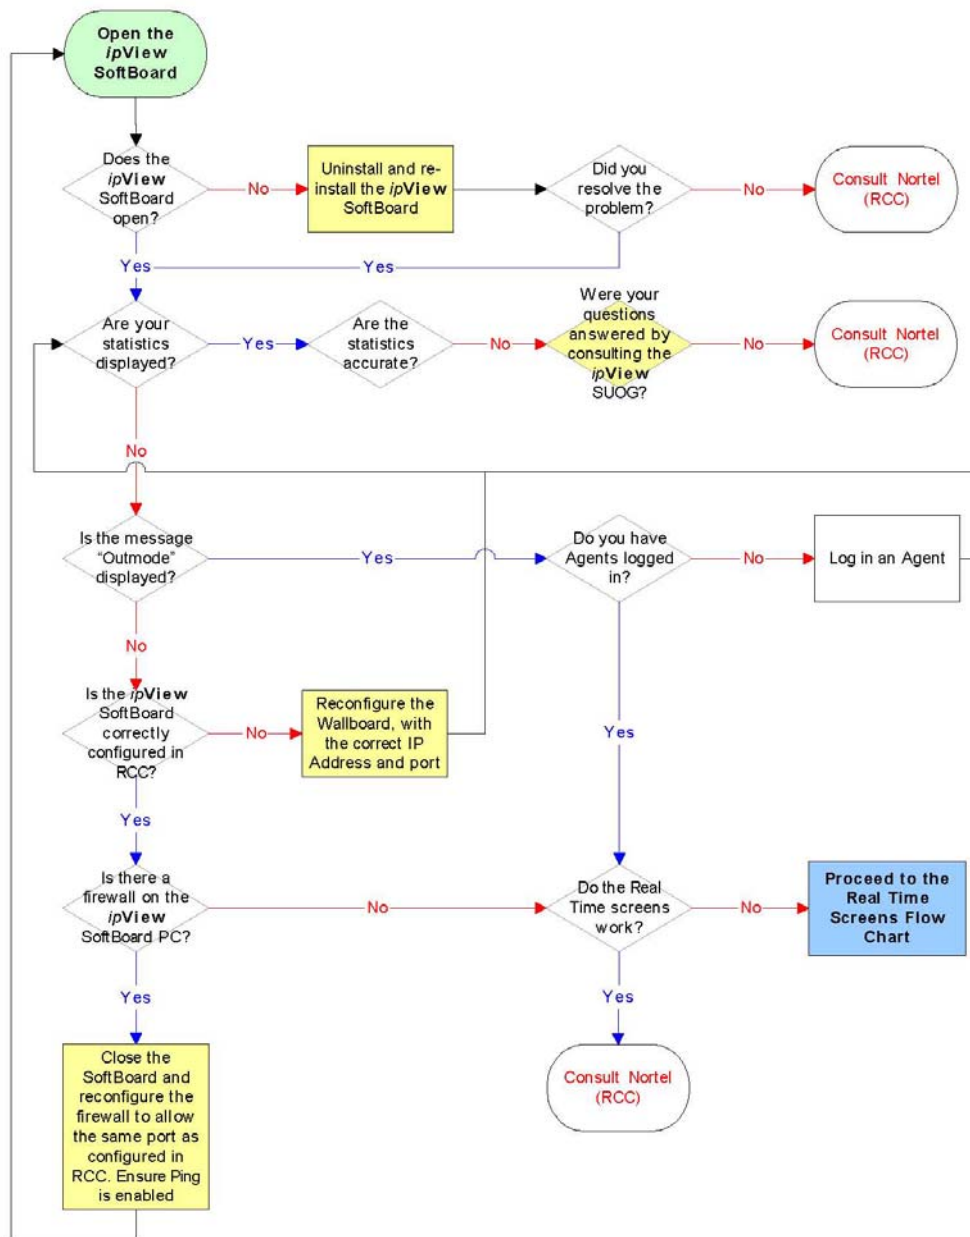 Open the
ipView
SoftBoard
Does the
ipView
SoftBoard
open?
No
Uninstall and re-
install the ipView
SoftBoard
Did you
resolve the
problem?
No
Consult Nortel
(RCC)
Yes
Yes
Are your
statistics
displayed?
Yes
Are the
statistics
accurate?
No
Were your
questions
answered by
consulting the
ipView
SUOG?
No
Consult Nortel
(RCC)
No
Is the message
“Outmode”
displayed?
Yes
Do you have
Agents logged
in?
No
Log in an Agent
No
Is the ipView
SoftBoard
correctly
configured in
RCC?
No
Reconfigure the
Wallboard, with
the correct IP
Address and port
Yes
Yes
Is there a
firewall on the
ipView
SoftBoard PC?
No
Do the Real
Time screens
work?
No
Proceed to the
Real Time
Screens Flow
Chart
Yes
Yes
Close the
SoftBoard and
reconfigure the
firewall to allow
the same port as
configured in
RCC. Ensure Ping
is enabled
Consult Nortel
(RCC)